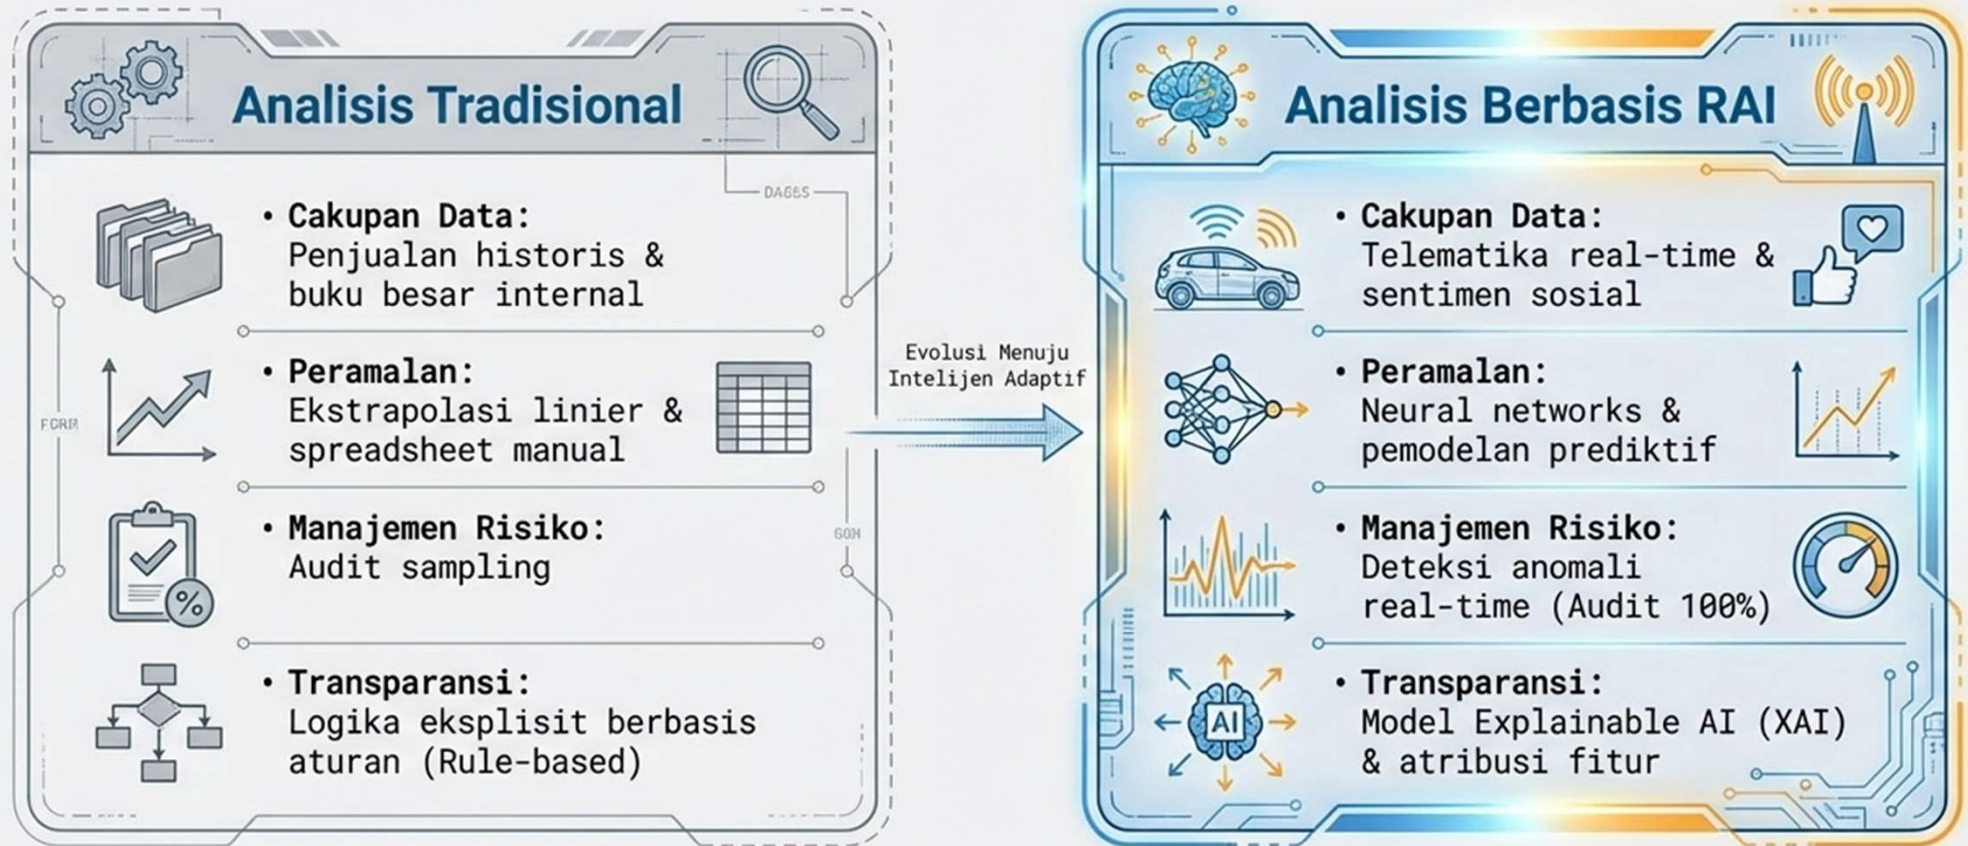 Analisis Tradisional
• Cakupan Data:
Penjualan historis &
buku besar internal
• Peramalan:
Ekstrapolasi linier &
spreadsheet manual
• Manajemen Risiko:
Audit sampling
%
• Transparansi:
Logika eksplisit berbasis
aturan (Rule-based)
Evolusi Menuju
Intelijen Adaptif
Analisis Berbasis RAI
• Cakupan Data:
Telematika real-time &
sentimen sosial
• Peramalan:
Neural networks &
pemodelan prediktif
• Manajemen Risiko:
Deteksi anomali
real-time (Audit 100%)
• Transparansi:
Model Explainable AI (XAI)
& atribusi fitur
AI